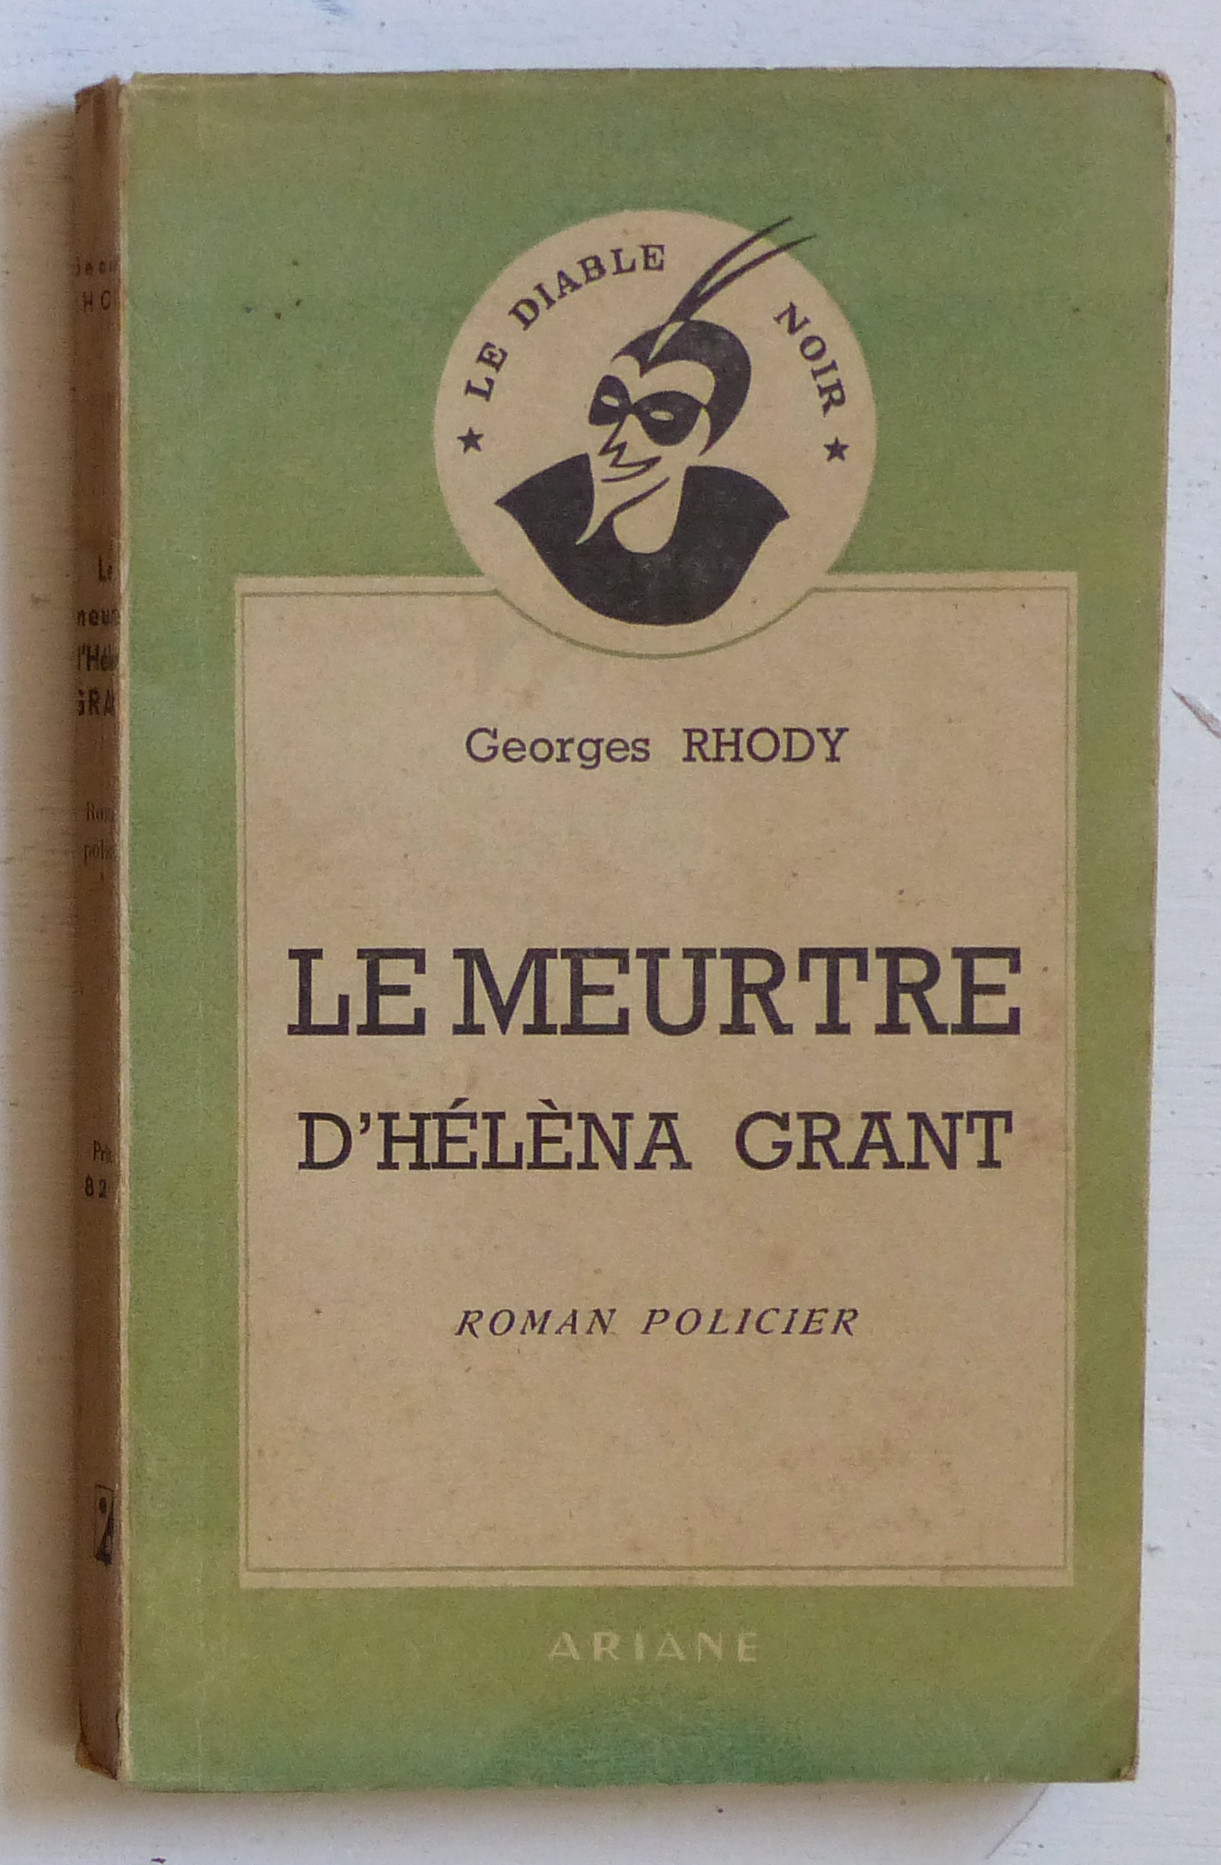 ★ LE DIABLE NOIR ★
Georges RHODY
LE MEURTRE
D'HÉLÈNA GRANT
ROMAN POLICIER
ARIANE